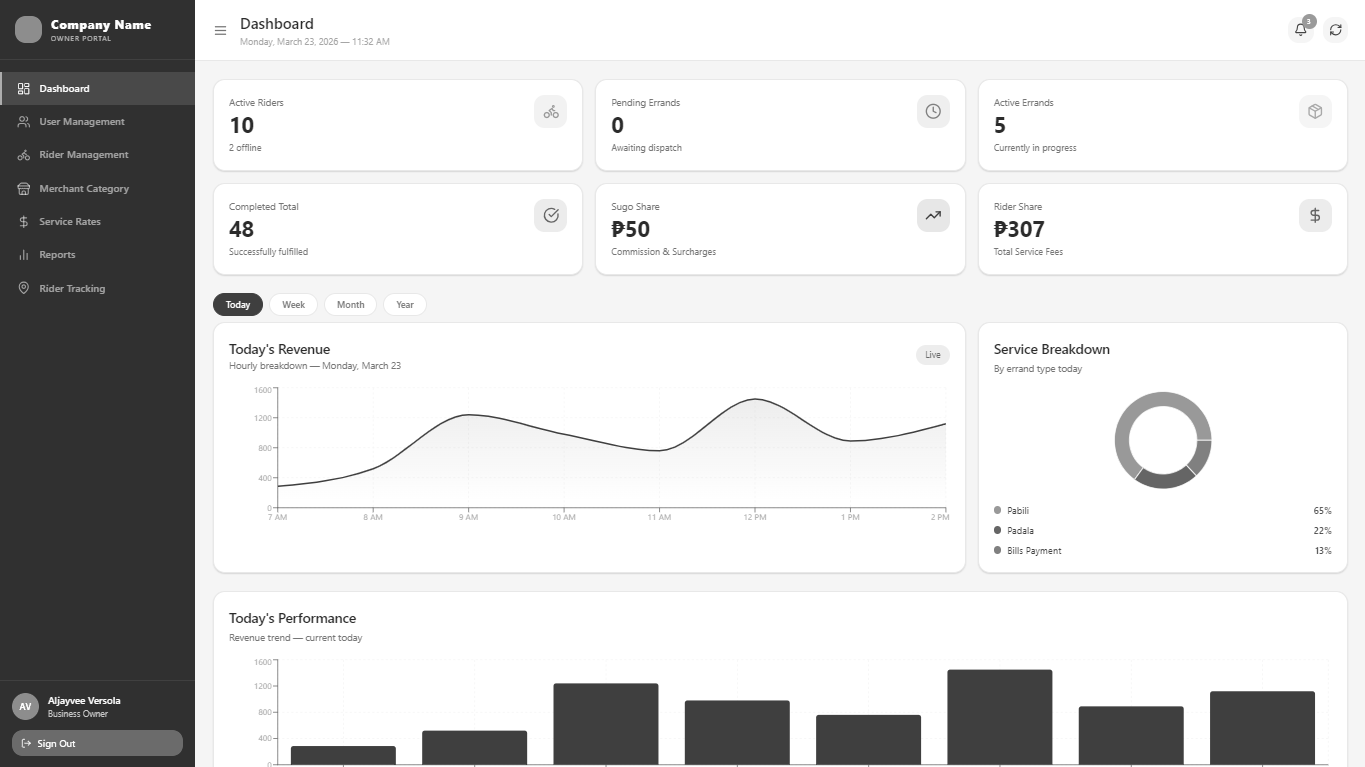 Company Name
OWNER PORTAL
Dashboard
User Management
Rider Management
Merchant Category
Service Rates
Reports
Rider Tracking
AV
Aljayvee Versola
Business Owner
Sign Out
Dashboard
Monday, March 23, 2026 — 11:32 AM
3
Active Riders
10
2 offline
Pending Errands
0
Awaiting dispatch
Active Errands
5
Currently in progress
Completed Total
48
Successfully fulfilled
Sugo Share
₱50
Commission & Surcharges
Rider Share
₱307
Total Service Fees
Today Week Month Year
Today's Revenue
Hourly breakdown — Monday, March 23
Live
1600
1200
800
400
0
7 AM 8 AM 9 AM 10 AM 11 AM 12 PM 1 PM 2 PM
Service Breakdown
By errand type today
Pabili 65%
Padala 22%
Bills Payment 13%
Today's Performance
Revenue trend — current today
1600
1200
800
400
0